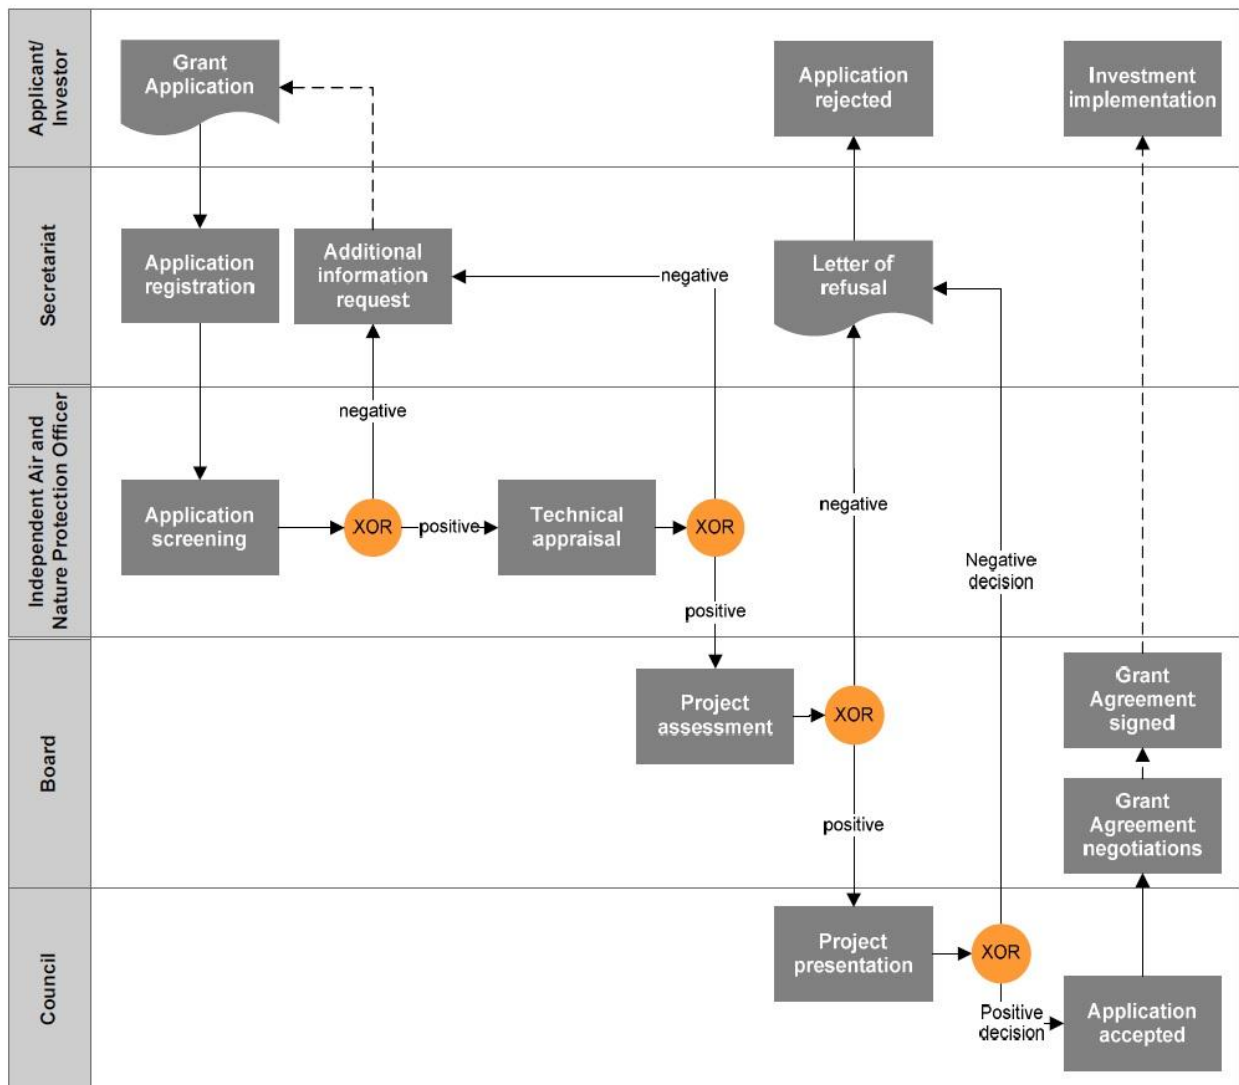 Applicant/
Investor
Grant
Application
Application
rejected
Investment
implementation
Secretariat
Application
registration
Additional
information
request
negative
Letter of
refusal
Independent Air and
Nature Protection Officer
negative
Application
screening
XOR
positive
Technical
appraisal
XOR
negative
Negative
decision
positive
Board
Project
assessment
XOR
Grant
Agreement
signed
positive
Grant
Agreement
negotiations
Council
Project
presentation
XOR
Positive
decision
Application
accepted